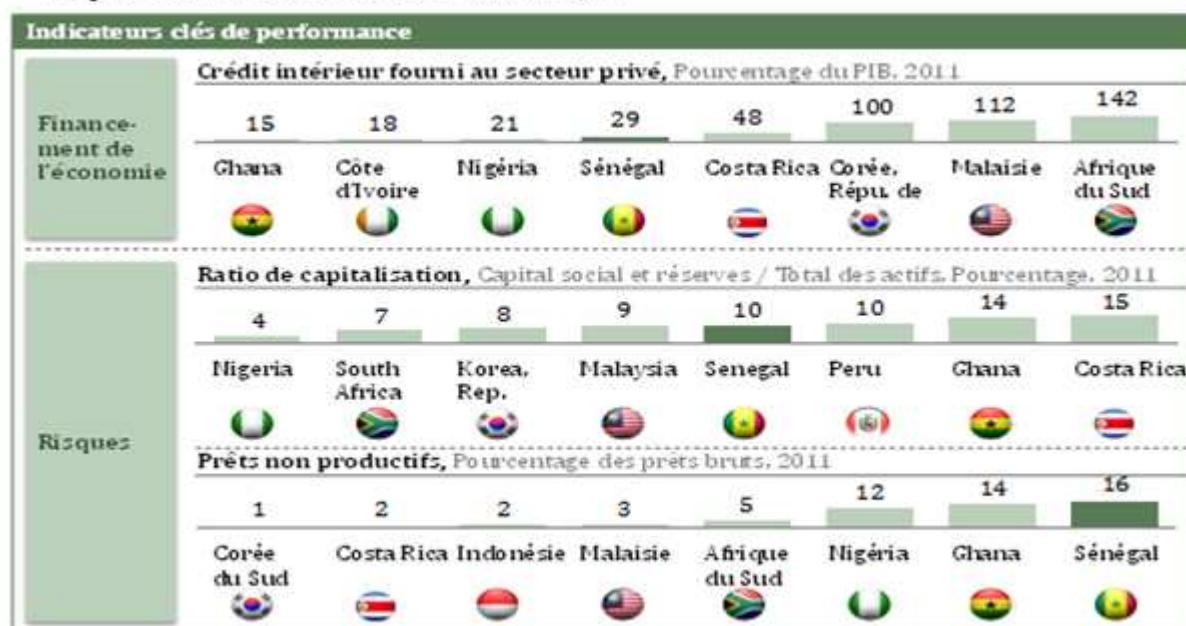 Indicateurs clés de performance
Finance-
ment de
l'économie
Crédit intérieur fourni au secteur privé, Pourcentage du PIB. 2011
15 18 21 29 48 100 112 142
Ghana Côte d'Ivoire Nigéria Sénégal Costa Rica Corée, Répu. de Malaisie Afrique du Sud
Risques
Ratio de capitalisation, Capital social et réserves / Total des actifs. Pourcentage. 2011
4 7 8 9 10 10 14 15
Nigeria South Africa Korea, Rep. Malaysia Senegal Peru Ghana Costa Rica
Prêts non productifs, Pourcentage des prêts bruts. 2011
1 2 2 3 5 12 14 16
Corée du Sud Costa Rica Indonésie Malaisie Afrique du Sud Nigéria Ghana Sénégal